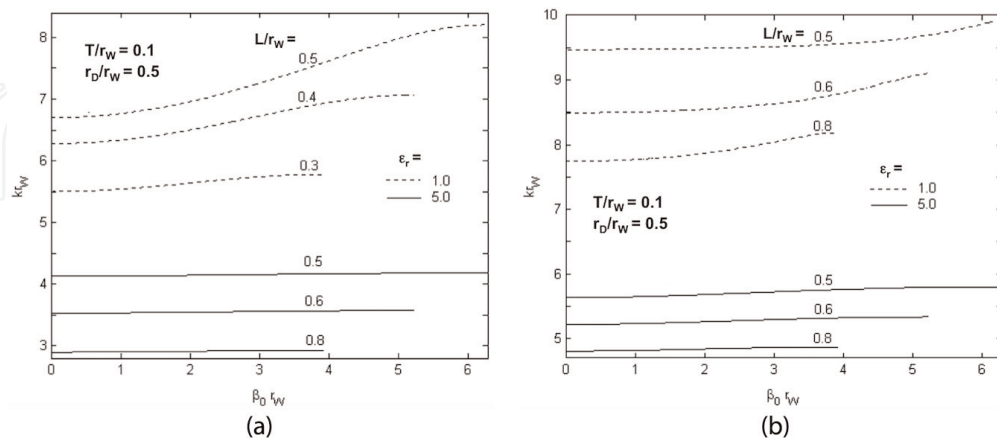 8
7
6
5
4
3
krW
T/rW = 0.1
rD/rW = 0.5
L/rW =
0.5
0.4
0.3
εr =
1.0
5.0
0.5
0.6
0.8
0 1 2 3 4 5 6
β0 rW
(a)
10
9
8
7
6
5
krW
L/rW = 0.5
0.6
0.8
εr =
1.0
5.0
T/rW = 0.1
rD/rW = 0.5
0.5
0.6
0.8
0 1 2 3 4 5 6
β0 rW
(b)